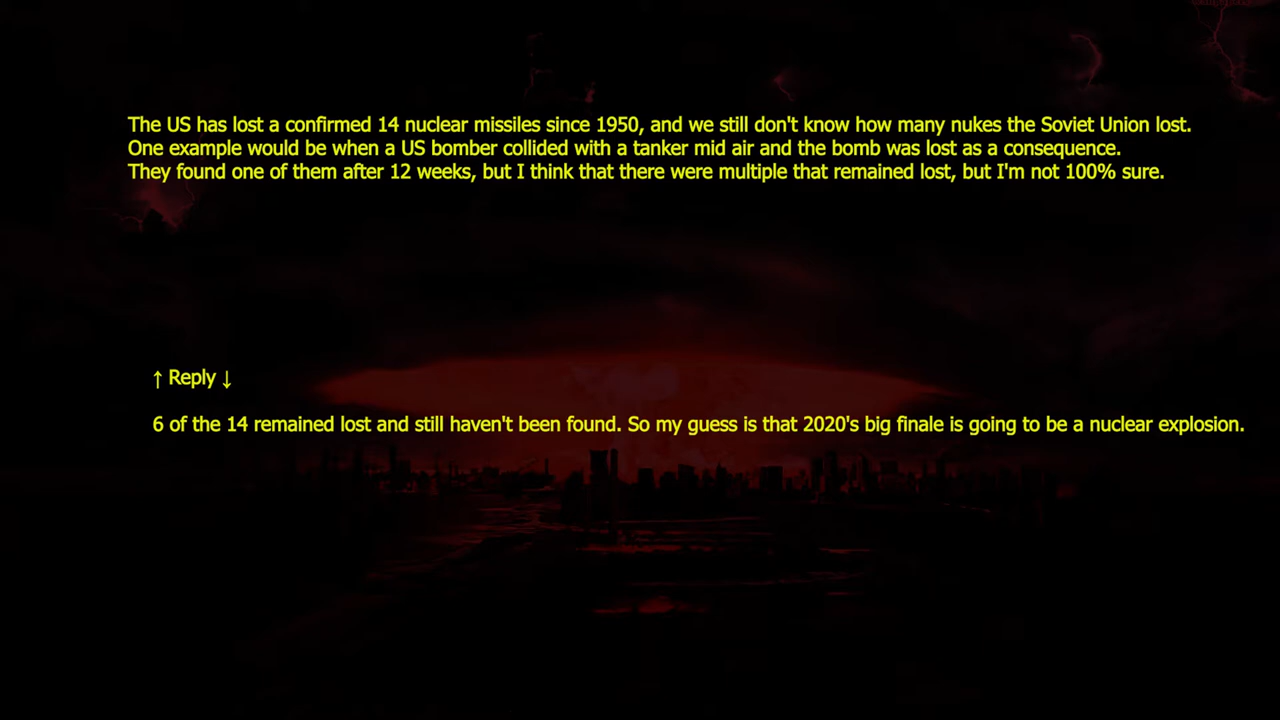 The US has lost a confirmed 14 nuclear missiles since 1950, and we still don't know how many nukes the Soviet Union lost.
One example would be when a US bomber collided with a tanker mid air and the bomb was lost as a consequence.
They found one of them after 12 weeks, but I think that there were multiple that remained lost, but I'm not 100% sure.
↑ Reply ↓
6 of the 14 remained lost and still haven't been found. So my guess is that 2020's big finale is going to be a nuclear explosion.